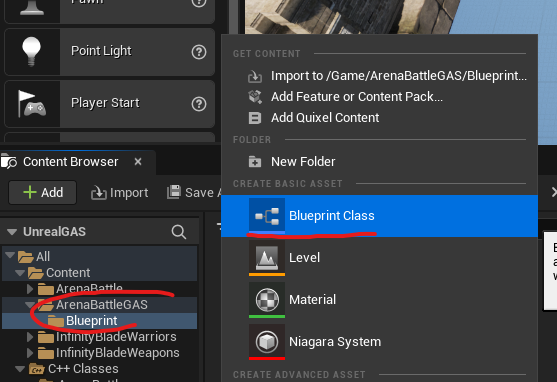 Pawn
Point Light
Player Start
Content Browser
Add
Import
Save A
UnrealGAS
All
Content
ArenaBattle
ArenaBattleGAS
Blueprint
InfinityBladeWarriors
InfinityBladeWeapons
C++ Classes
GET CONTENT
Import to /Game/ArenaBattleGAS/Blueprint...
Add Feature or Content Pack...
Add Quixel Content
FOLDER
New Folder
CREATE BASIC ASSET
Blueprint Class
Level
Material
Niagara System
CREATE ADVANCED ASSET